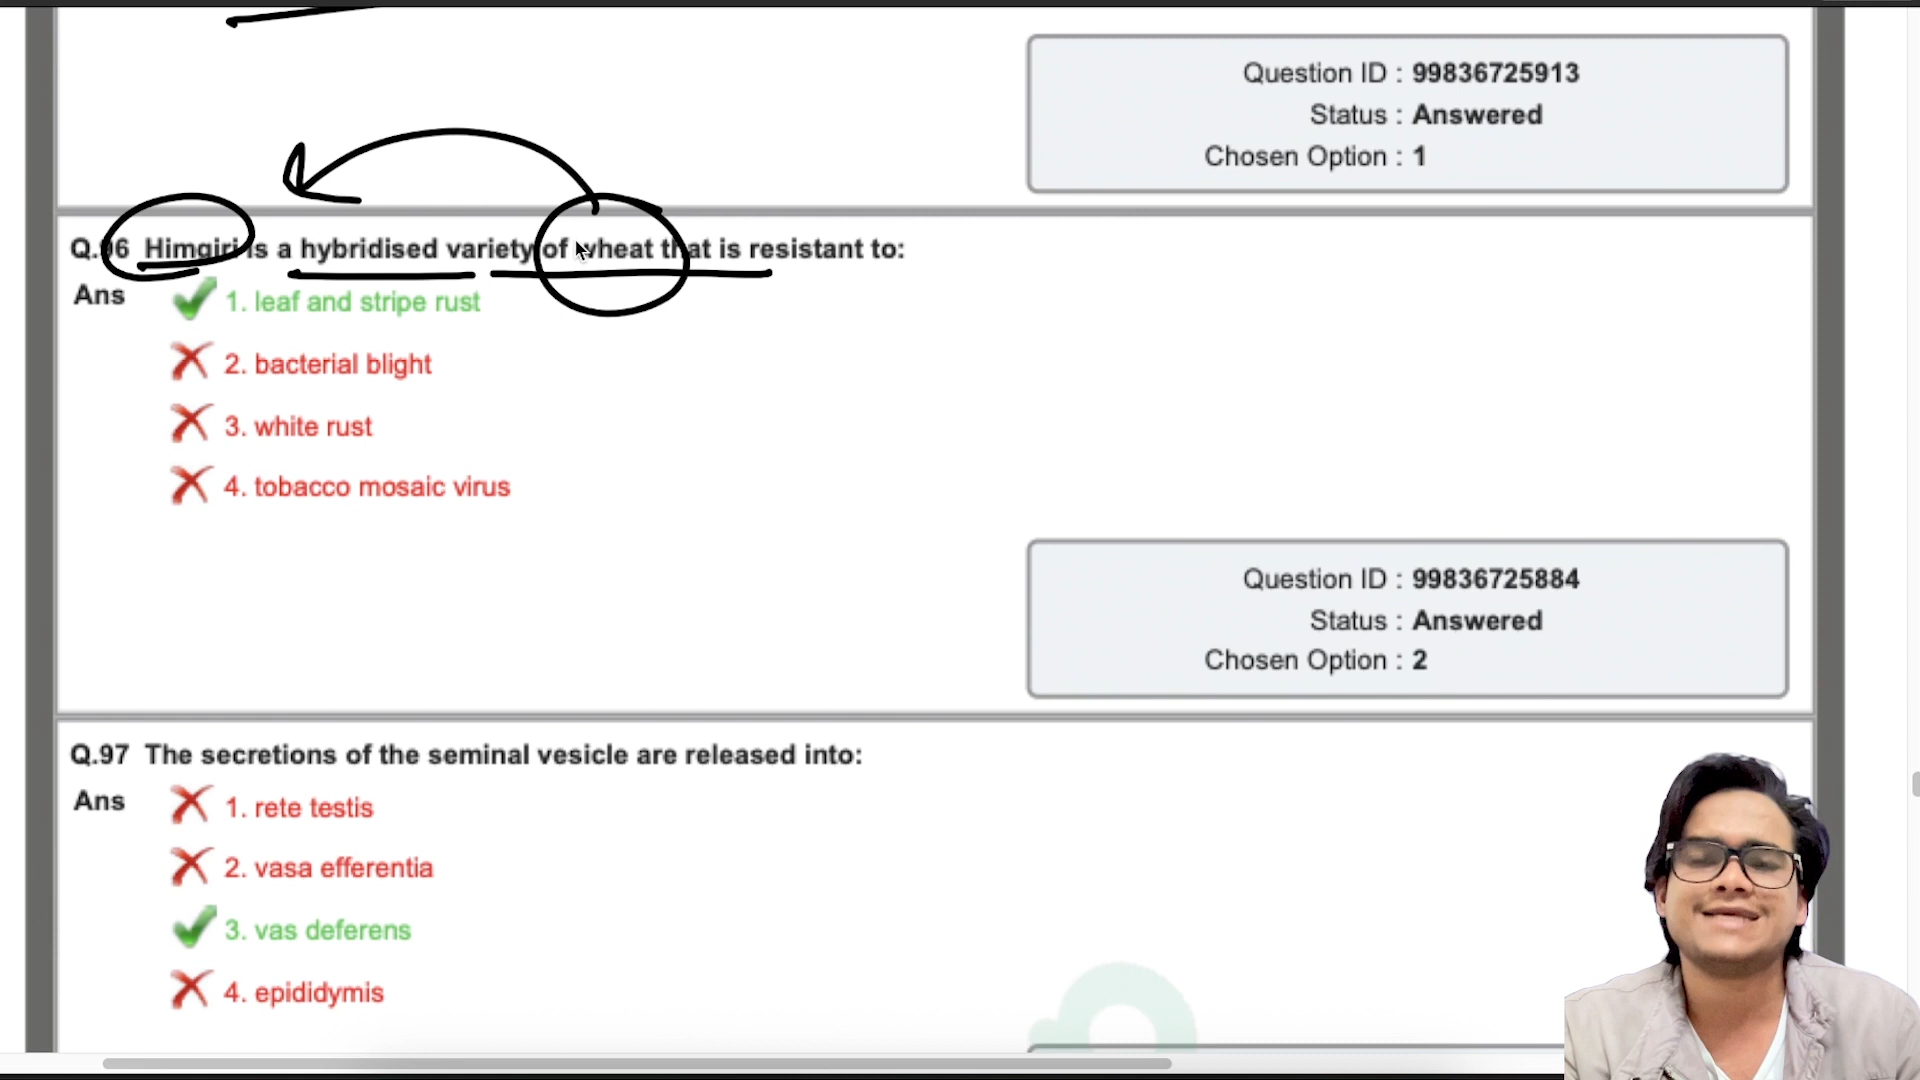 Question ID : 99836725913
Status : Answered
Chosen Option : 1
Q.96 Himgiri is a hybridised variety of wheat that is resistant to:
Ans 1. leaf and stripe rust
2. bacterial blight
3. white rust
4. tobacco mosaic virus
Question ID : 99836725884
Status : Answered
Chosen Option : 2
Q.97 The secretions of the seminal vesicle are released into:
Ans 1. rete testis
2. vasa efferentia
3. vas deferens
4. epididymis